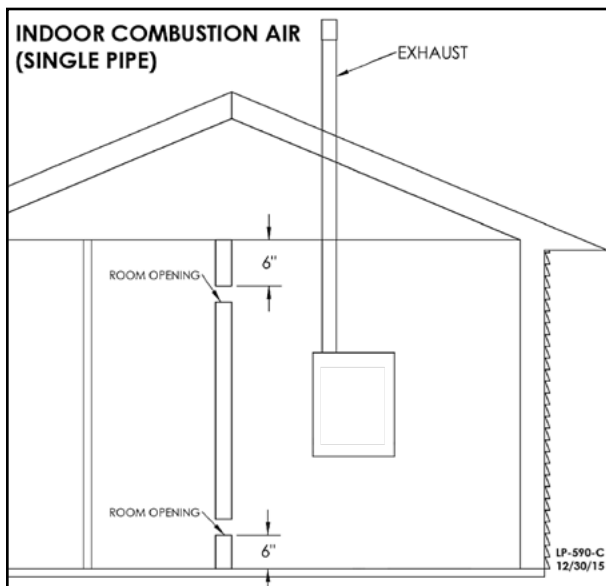 INDOOR COMBUSTION AIR
(SINGLE PIPE)
EXHAUST
6"
ROOM OPENING
ROOM OPENING
6"
LP-590-C
12/30/15